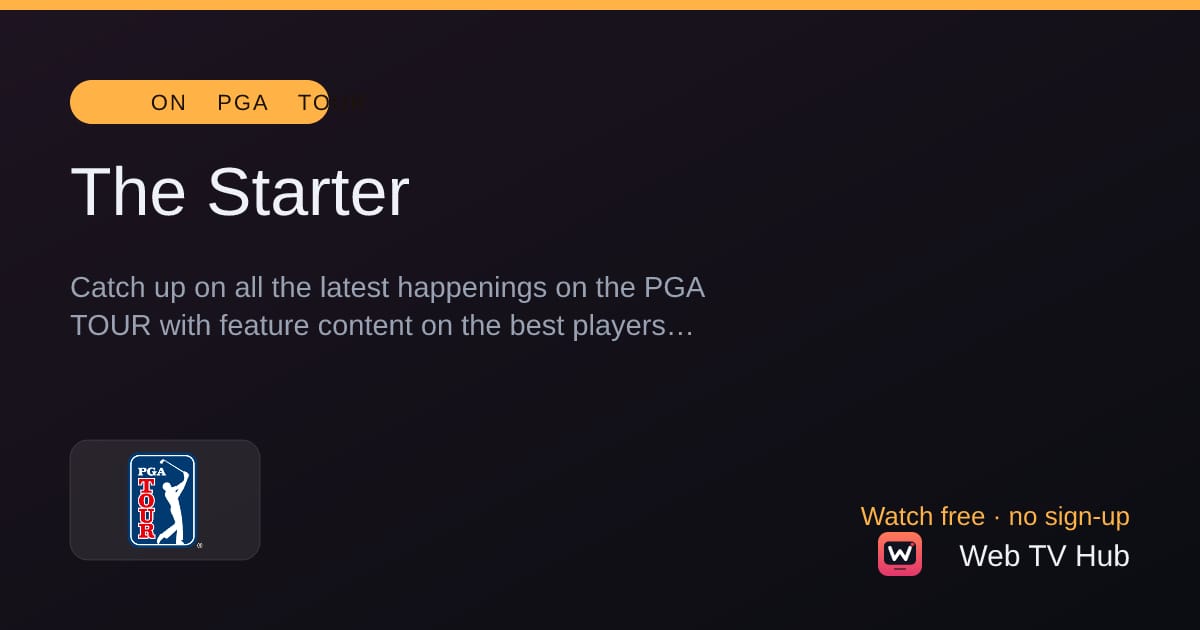 ON PGA TOUR
The Starter
Catch up on all the latest happenings on the PGA
TOUR with feature content on the best players…
PGA
TOUR
®
Watch free · no sign-up
W
Web TV Hub